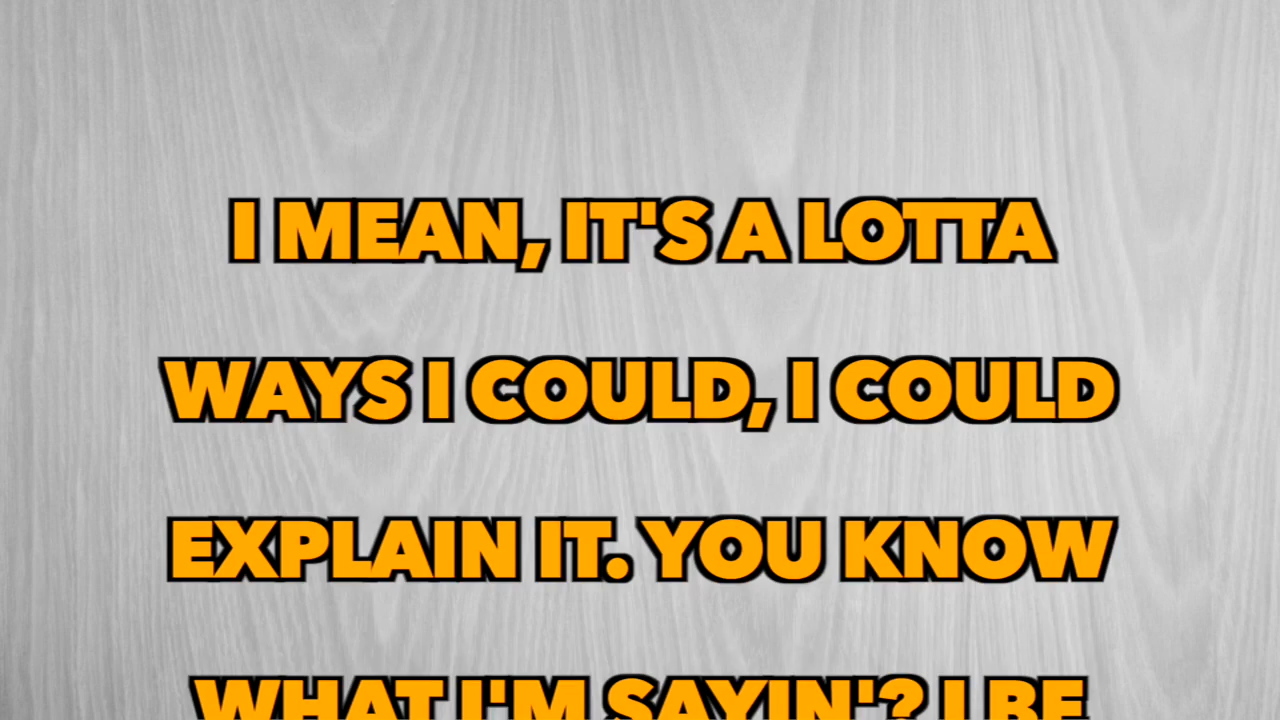 I MEAN, IT'S A LOTTA
WAYS I COULD, I COULD
EXPLAIN IT. YOU KNOW
WHAT I'M SAYIN'? I BE